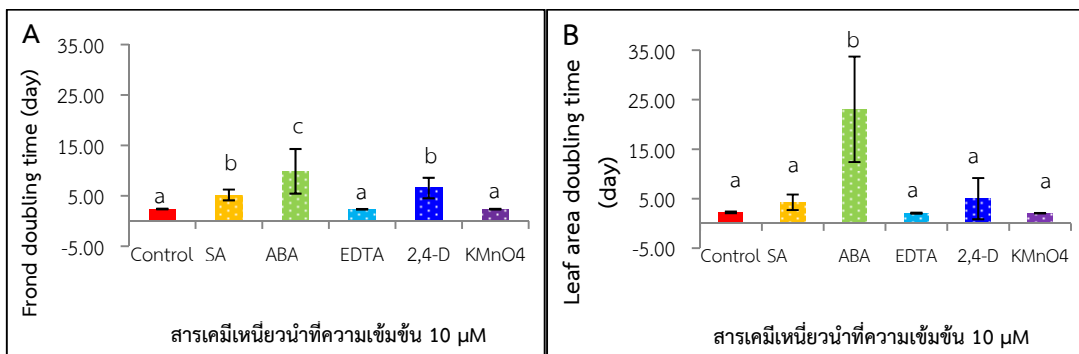 A
Frond doubling time (day)
35.00
25.00
15.00
5.00
-5.00
a
b
c
a
b
a
Control SA ABA EDTA 2,4-D KMnO4
สารเคมีเหนี่ยวนำที่ความเข้มข้น 10 µM
B
Leaf area doubling time
(day)
35.00
25.00
15.00
5.00
-5.00
a
a
b
a
a
a
Control SA ABA EDTA 2,4-D KMnO4
สารเคมีเหนี่ยวนำที่ความเข้มข้น 10 µM